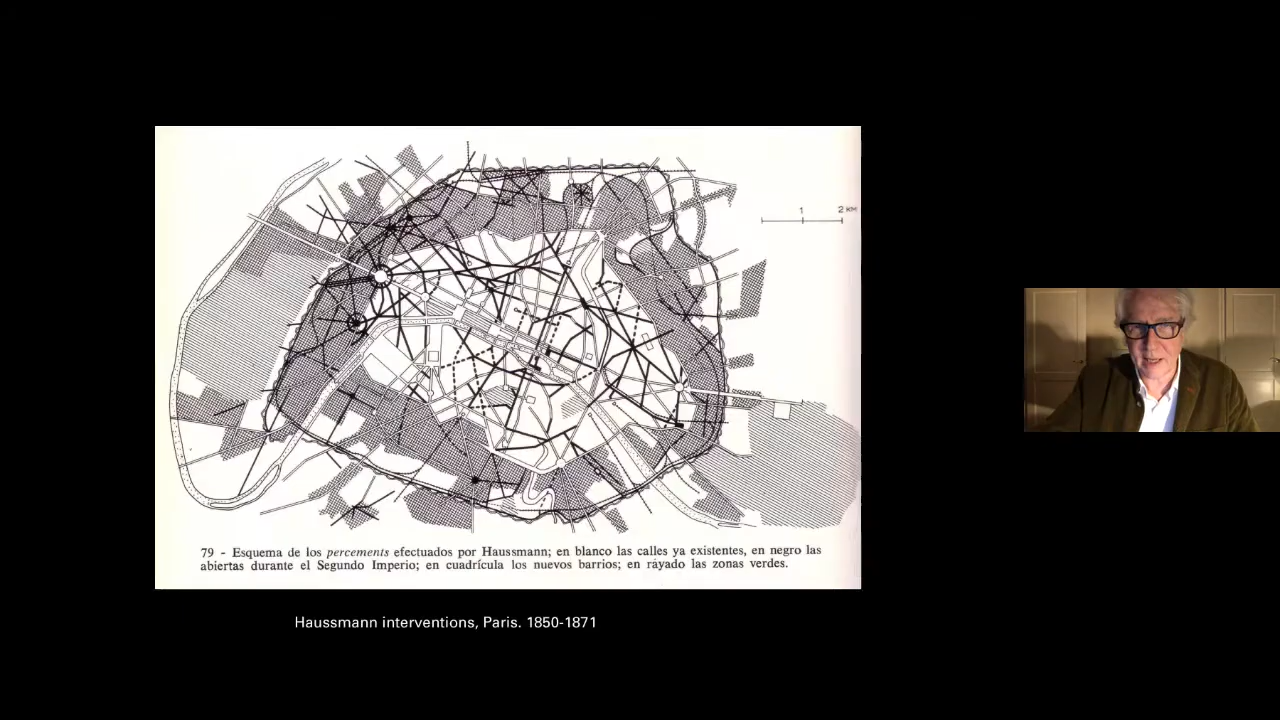 1
2 KM
79 - Esquema de los percements efectuados por Haussmann; en blanco las calles ya existentes, en negro las
abiertas durante el Segundo Imperio; en cuadrícula los nuevos barrios; en rayado las zonas verdes.
Haussmann interventions, Paris. 1850-1871